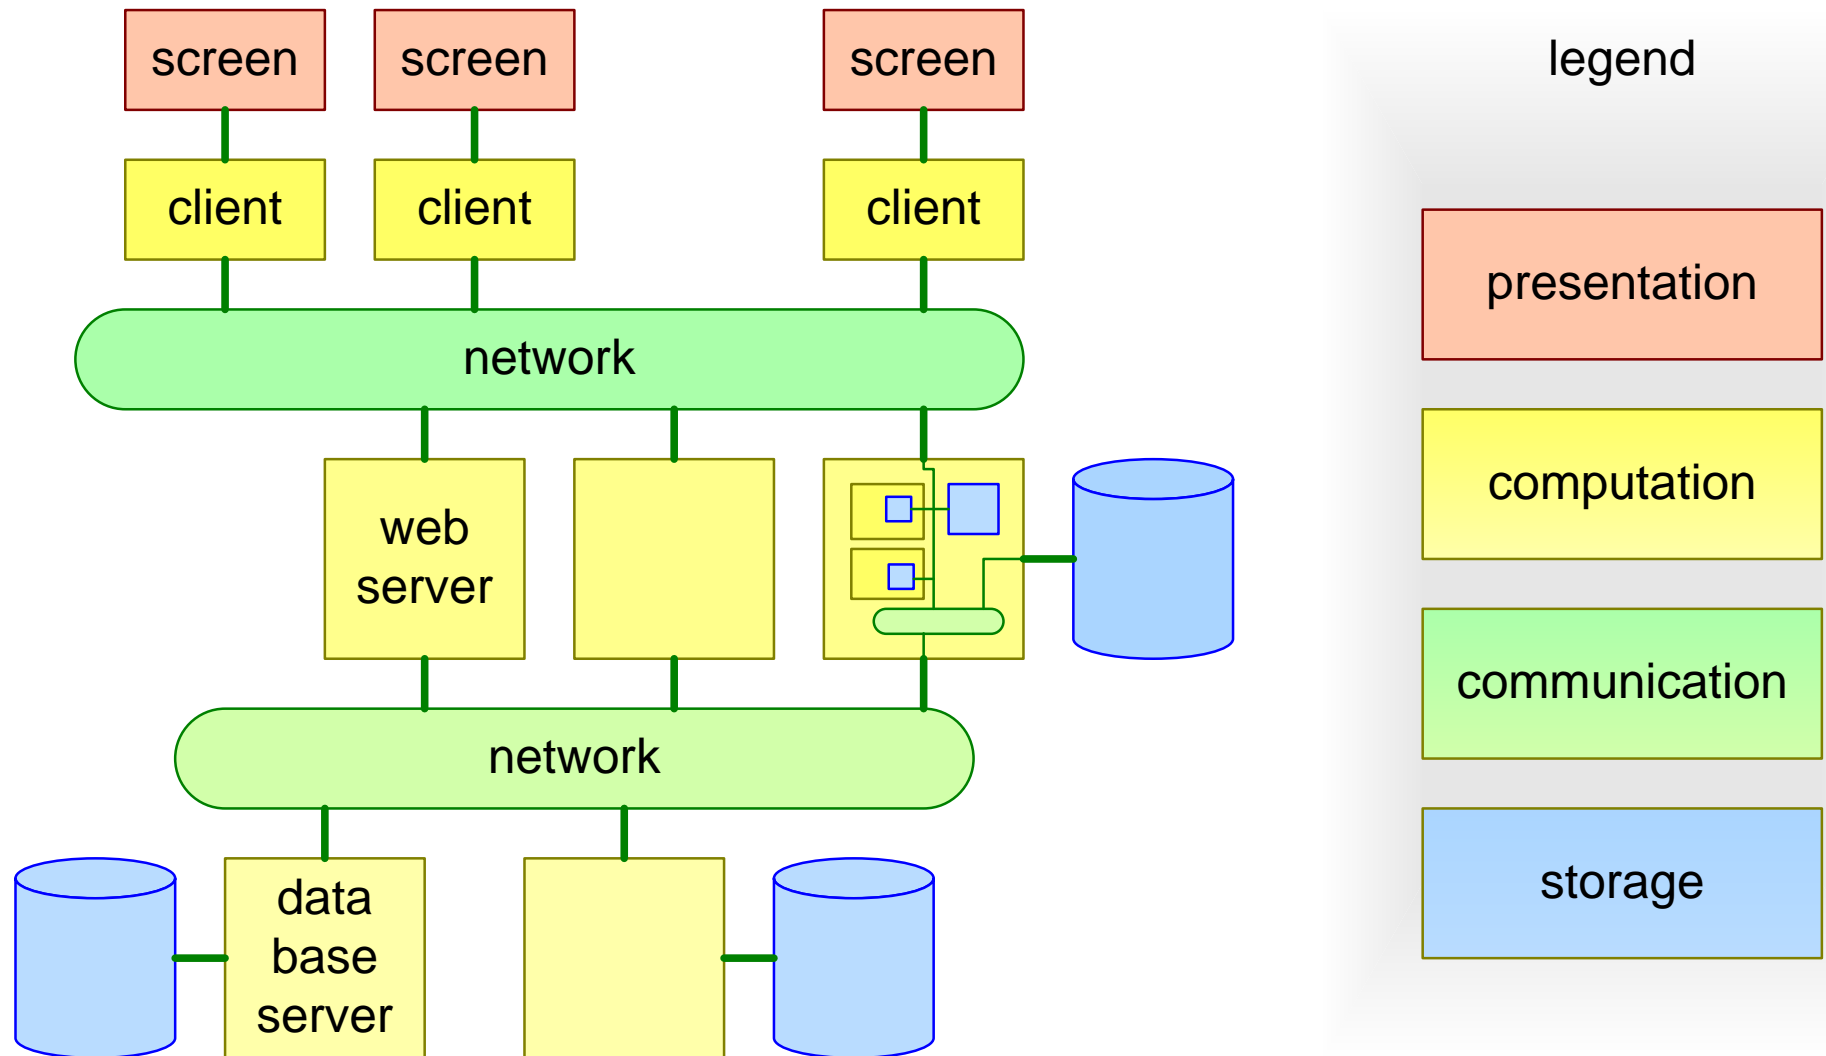 screen
screen
screen
legend
client
client
client
presentation
network
computation
web
server
communication
network
storage
data
base
server